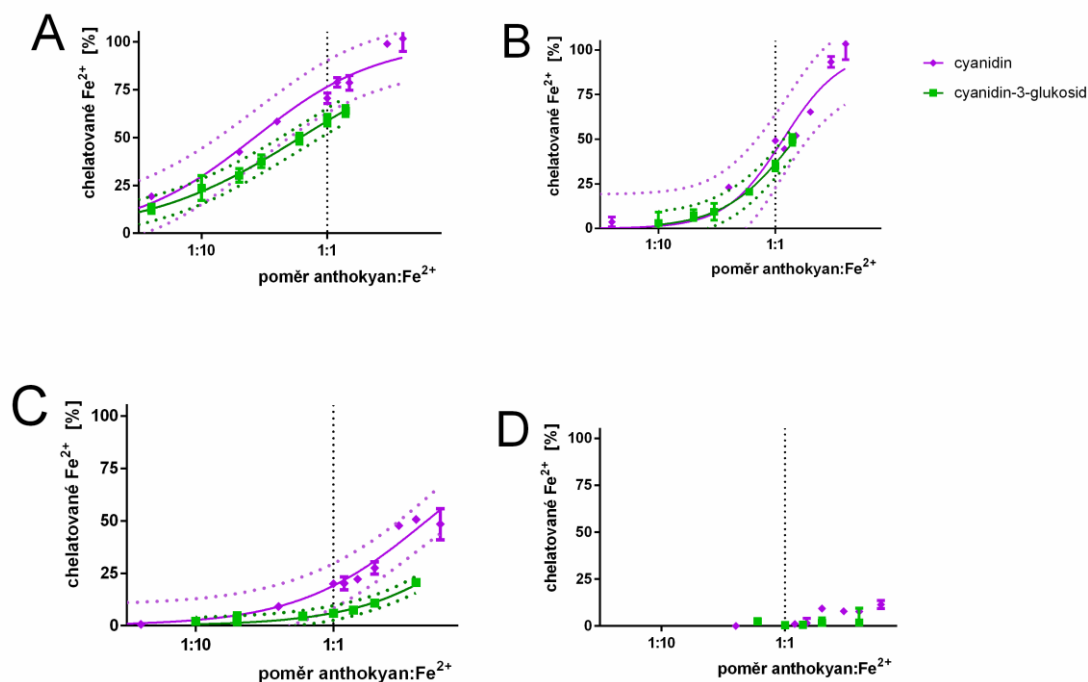 A
chelatované Fe²⁺ [%]
100
75
50
25
0
1:10
1:1
poměr anthokyan:Fe²⁺
B
chelatované Fe²⁺ [%]
100
75
50
25
0
1:10
1:1
poměr anthokyan:Fe²⁺
cyanidin
cyanidin-3-glukosid
C
chelatované Fe²⁺ [%]
100
75
50
25
0
1:10
1:1
poměr anthokyan:Fe²⁺
D
chelatované Fe²⁺ [%]
100
75
50
25
0
1:10
1:1
poměr anthokyan:Fe²⁺